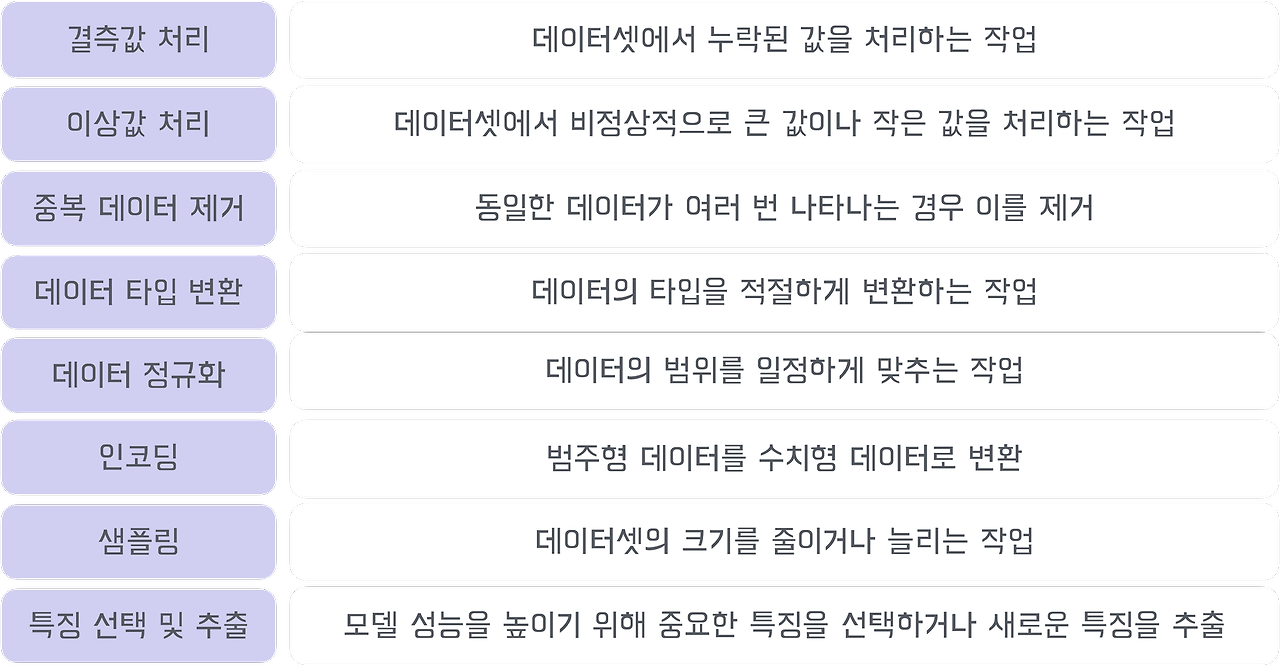 결측값 처리
데이터셋에서 누락된 값을 처리하는 작업
이상값 처리
데이터셋에서 비정상적으로 큰 값이나 작은 값을 처리하는 작업
중복 데이터 제거
동일한 데이터가 여러 번 나타나는 경우 이를 제거
데이터 타입 변환
데이터의 타입을 적절하게 변환하는 작업
데이터 정규화
데이터의 범위를 일정하게 맞추는 작업
인코딩
범주형 데이터를 수치형 데이터로 변환
샘플링
데이터셋의 크기를 줄이거나 늘리는 작업
특징 선택 및 추출
모델 성능을 높이기 위해 중요한 특징을 선택하거나 새로운 특징을 추출